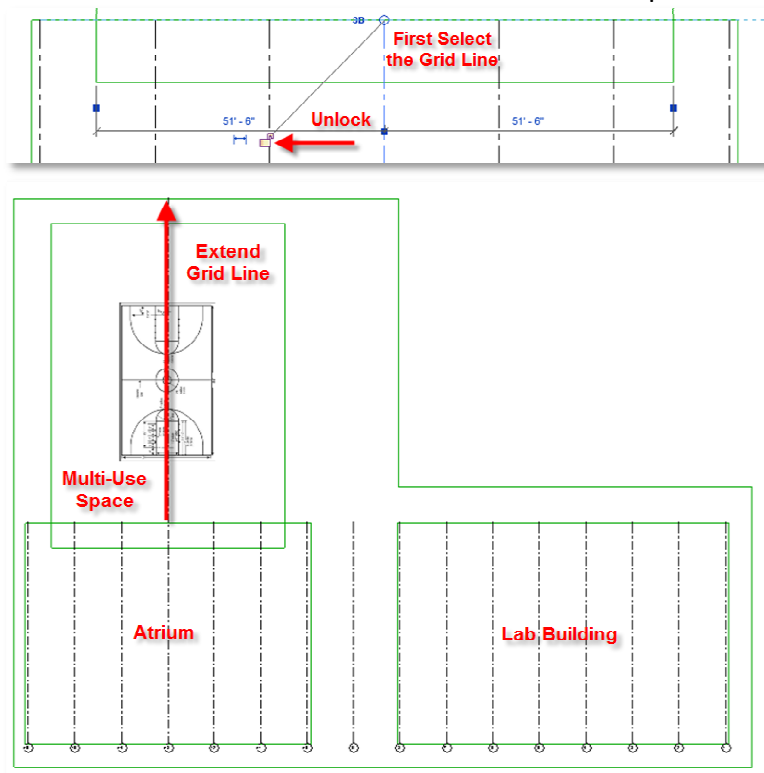 3B
First Select
the Grid Line
51' - 6"
Unlock
51' - 6"
Extend
Grid Line
Multi-Use
Space
Atrium
Lab Building